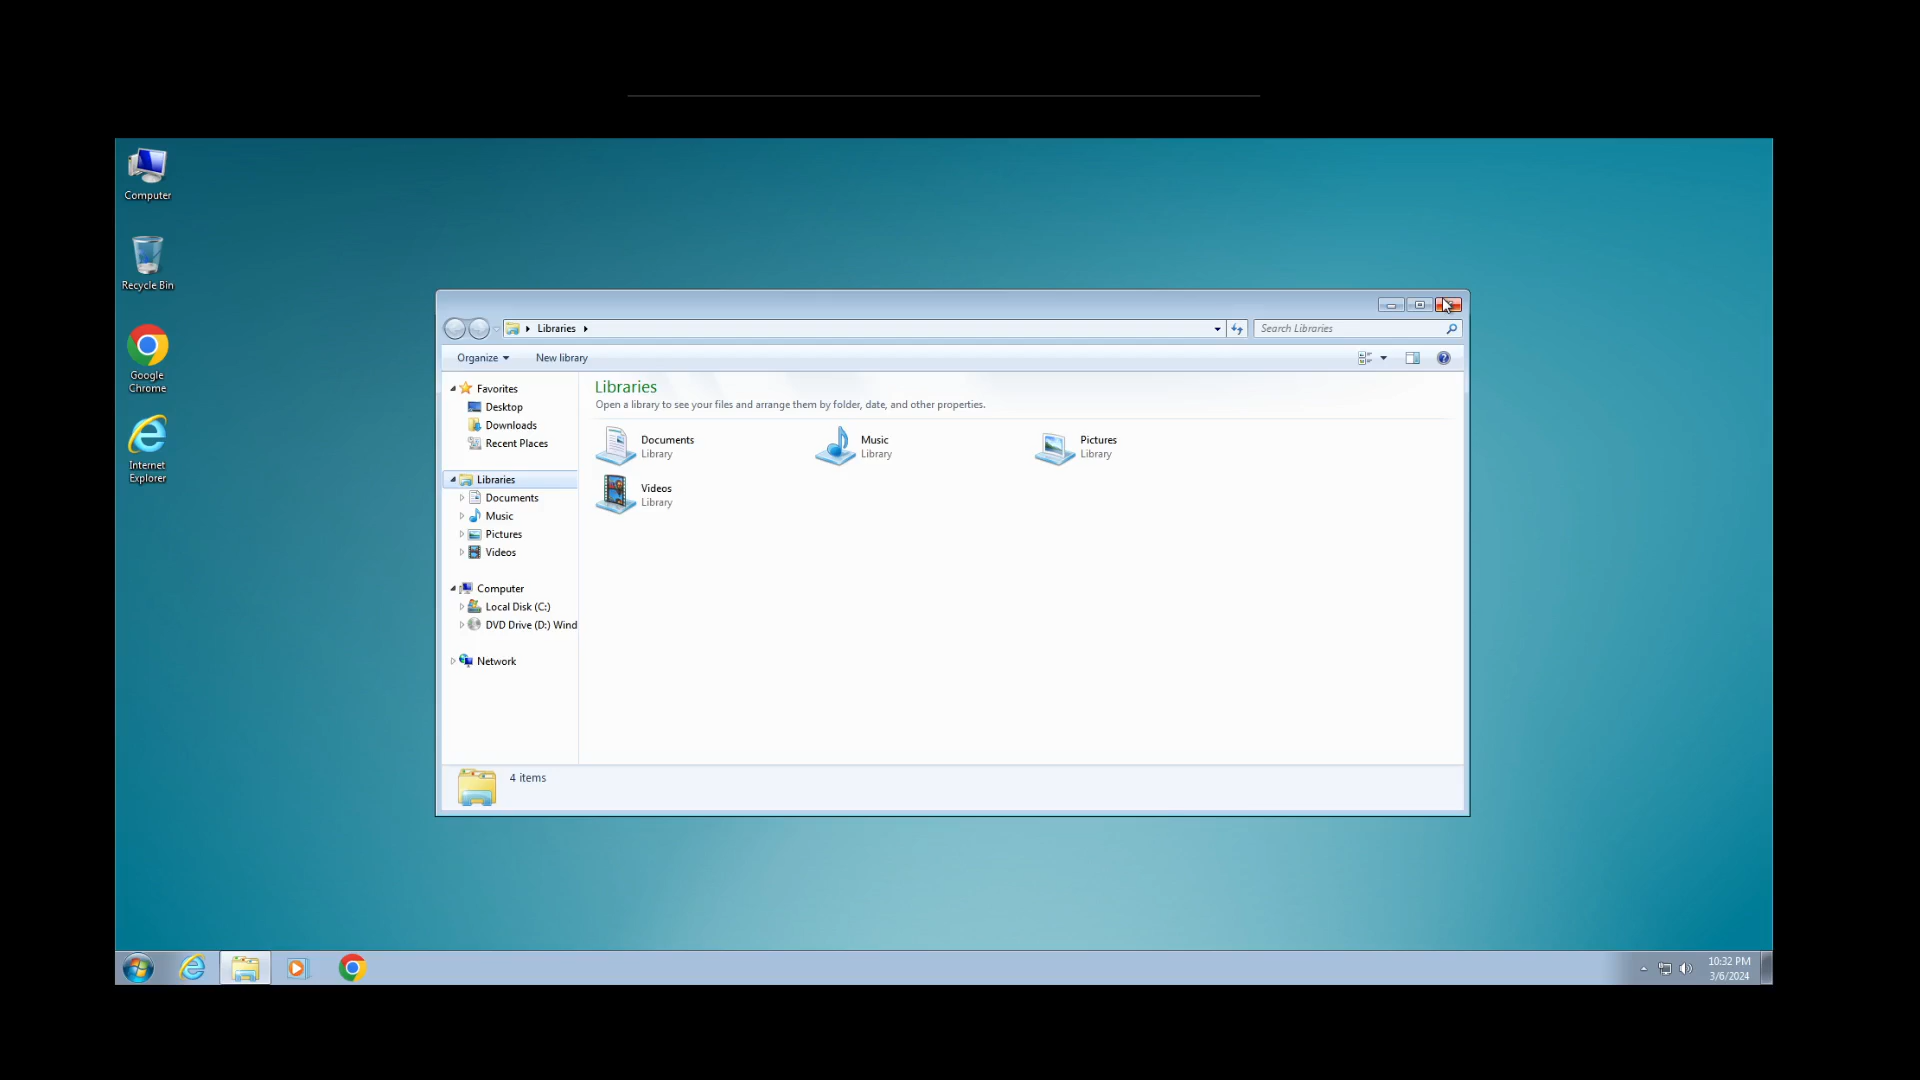 Computer
Recycle Bin
Google
Chrome
Internet
Explorer
Libraries
Search Libraries
Organize
New library
Favorites
Desktop
Downloads
Recent Places
Libraries
Documents
Music
Pictures
Videos
Computer
Local Disk (C:)
DVD Drive (D:) Wind
Network
Libraries
Open a library to see your files and arrange them by folder, date, and other properties.
Documents
Library
Music
Library
Pictures
Library
Videos
Library
4 items
10:32 PM
3/6/2024